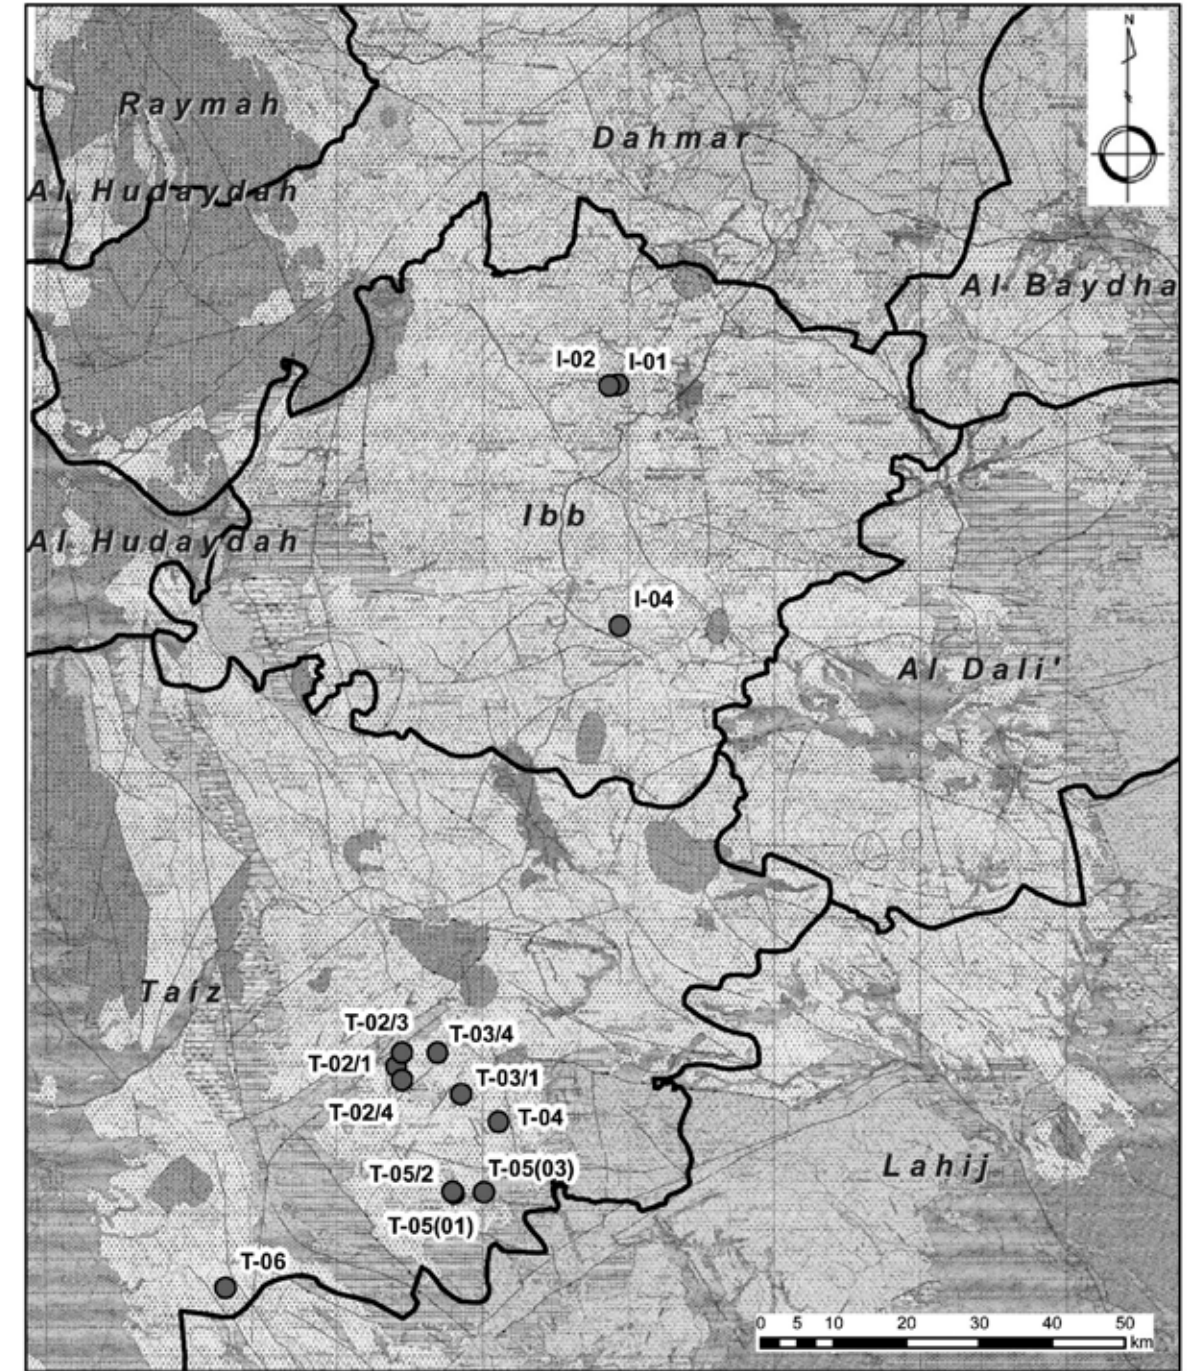 N
Raymah
Dahmar
Al Hudaydah
Al Baydha
I-02
I-01
Ibb
Al Hudaydah
I-04
Al Dali'
Taiz
T-02/3
T-03/4
T-02/1
T-03/1
T-02/4
T-04
T-05/2
T-05(03)
Lahij
T-05(01)
T-06
0 5 10 20 30 40 50
km